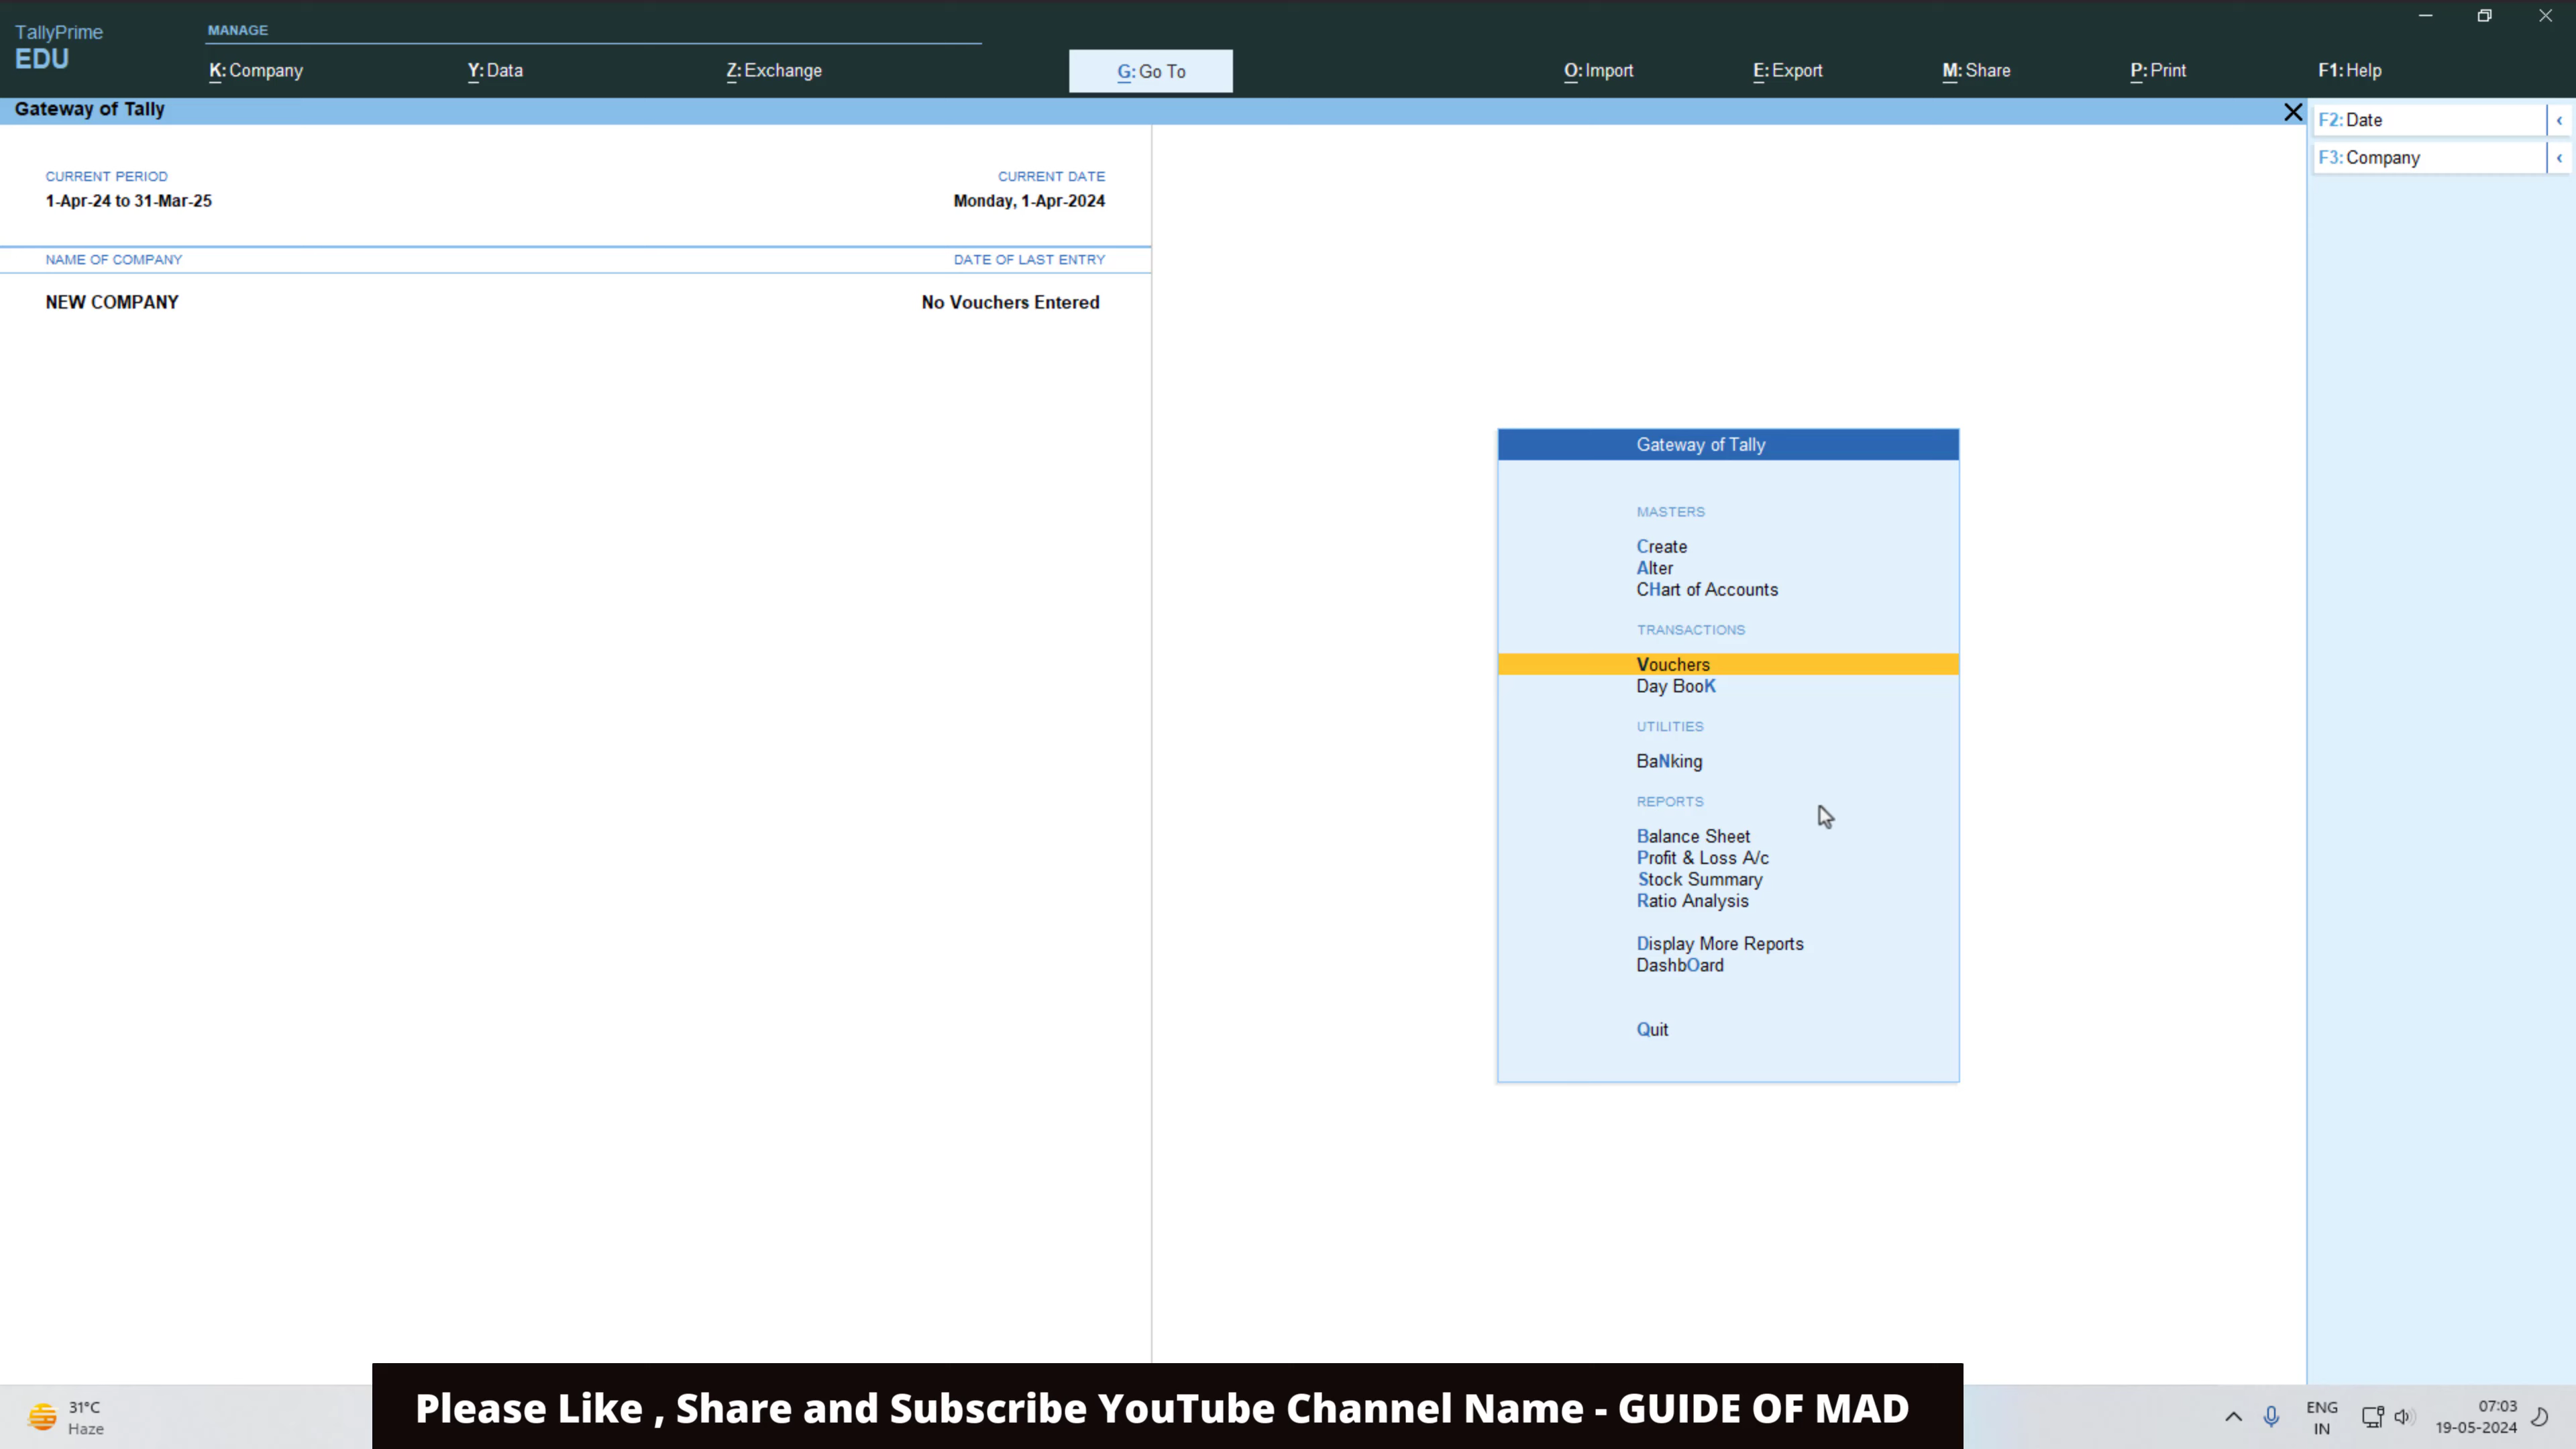 TallyPrime
EDU
MANAGE
K: Company
Y: Data
Z: Exchange
G: Go To
O: Import
E: Export
M: Share
P: Print
F1: Help
Gateway of Tally
F2: Date
F3: Company
CURRENT PERIOD
CURRENT DATE
1-Apr-24 to 31-Mar-25
Monday, 1-Apr-2024
NAME OF COMPANY
DATE OF LAST ENTRY
NEW COMPANY
No Vouchers Entered
Gateway of Tally
MASTERS
Create
Alter
CHart of Accounts
TRANSACTIONS
Vouchers
Day BooK
UTILITIES
BaNking
REPORTS
Balance Sheet
Profit & Loss A/c
Stock Summary
Ratio Analysis
Display More Reports
DashbOard
Quit
31°C
Haze
Please Like , Share and Subscribe YouTube Channel Name - GUIDE OF MAD
ENG
IN
07:03
19-05-2024